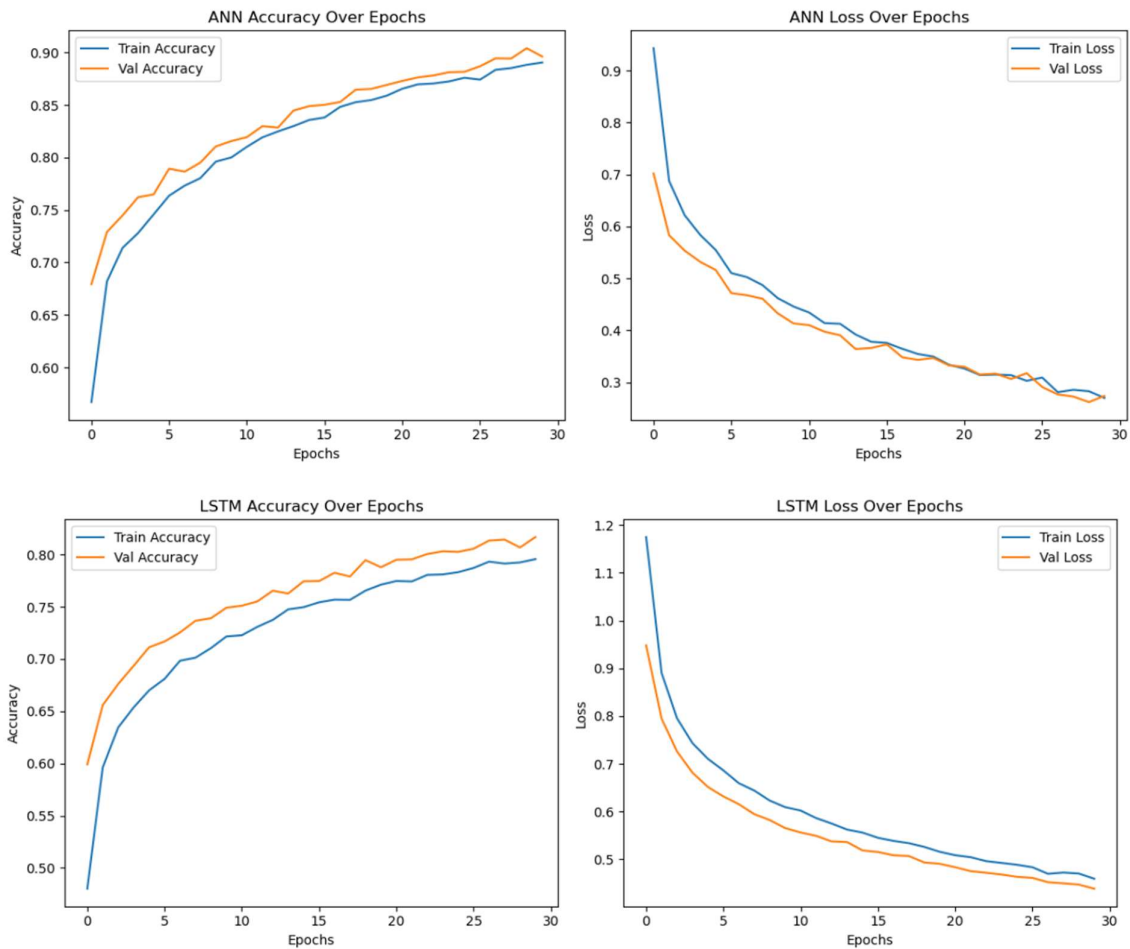 ANN Accuracy Over Epochs
Train Accuracy
Val Accuracy
0.90
0.85
0.80
0.75
0.70
0.65
0.60
Accuracy
0 5 10 15 20 25 30
Epochs
ANN Loss Over Epochs
Train Loss
Val Loss
0.9
0.8
0.7
0.6
0.5
0.4
0.3
Loss
0 5 10 15 20 25 30
Epochs
LSTM Accuracy Over Epochs
Train Accuracy
Val Accuracy
0.80
0.75
0.70
0.65
0.60
0.55
0.50
Accuracy
0 5 10 15 20 25 30
Epochs
LSTM Loss Over Epochs
Train Loss
Val Loss
1.2
1.1
1.0
0.9
0.8
0.7
0.6
0.5
Loss
0 5 10 15 20 25 30
Epochs